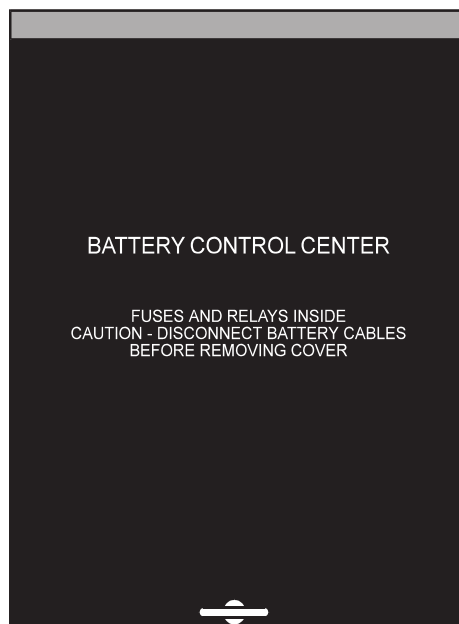 BATTERY CONTROL CENTER
FUSES AND RELAYS INSIDE
CAUTION - DISCONNECT BATTERY CABLES
BEFORE REMOVING COVER